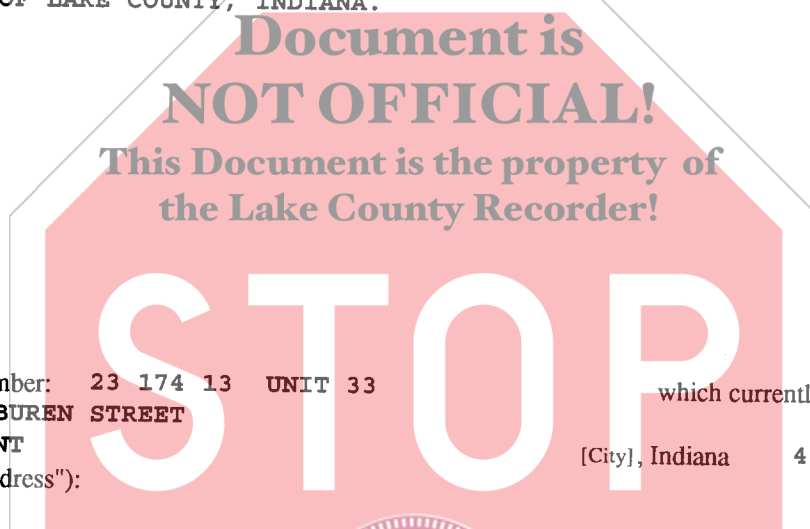 OF LAKE COUNTY, INDIANA.
Document is
NOT OFFICIAL!
This Document is the property of
the Lake County Recorder!
STOP
mber: 23 174 13 UNIT 33 which currentl
BUREN STREET
NT [City], Indiana 4
dress"):